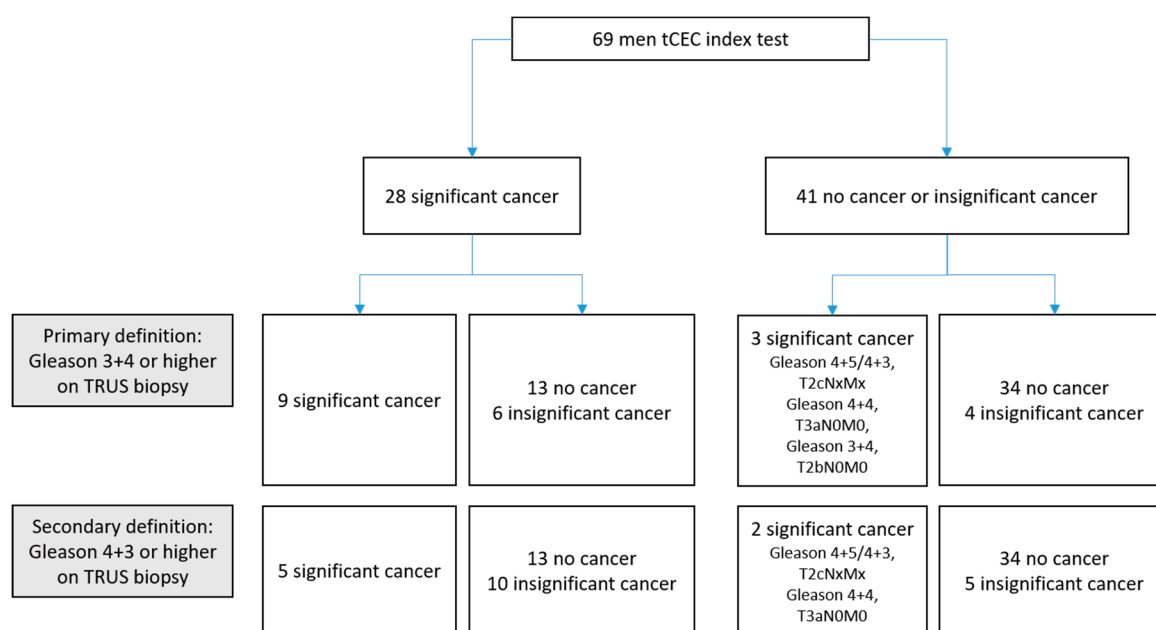 69 men tCEC index test
28 significant cancer
41 no cancer or insignificant cancer
Primary definition:
Gleason 3+4 or higher
on TRUS biopsy
9 significant cancer
13 no cancer
6 insignificant cancer
3 significant cancer
Gleason 4+5/4+3,
T2cNxMx
Gleason 4+4,
T3aN0M0,
Gleason 3+4,
T2bN0M0
34 no cancer
4 insignificant cancer
Secondary definition:
Gleason 4+3 or higher
on TRUS biopsy
5 significant cancer
13 no cancer
10 insignificant cancer
2 significant cancer
Gleason 4+5/4+3,
T2cNxMx
Gleason 4+4,
T3aN0M0
34 no cancer
5 insignificant cancer